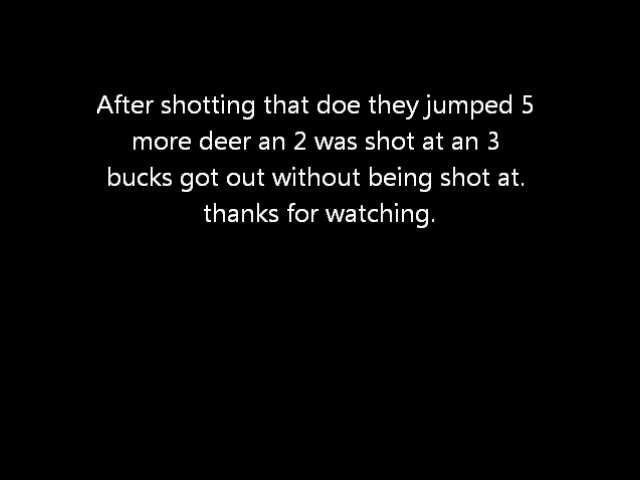 After shotting that doe they jumped 5
more deer an 2 was shot at an 3
bucks got out without being shot at.
thanks for watching.